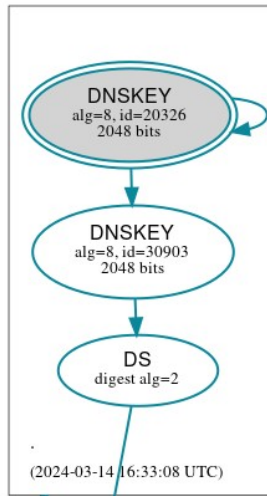 DNSKEY
alg=8, id=20326
2048 bits
DNSKEY
alg=8, id=30903
2048 bits
DS
digest alg=2
.
(2024-03-14 16:33:08 UTC)